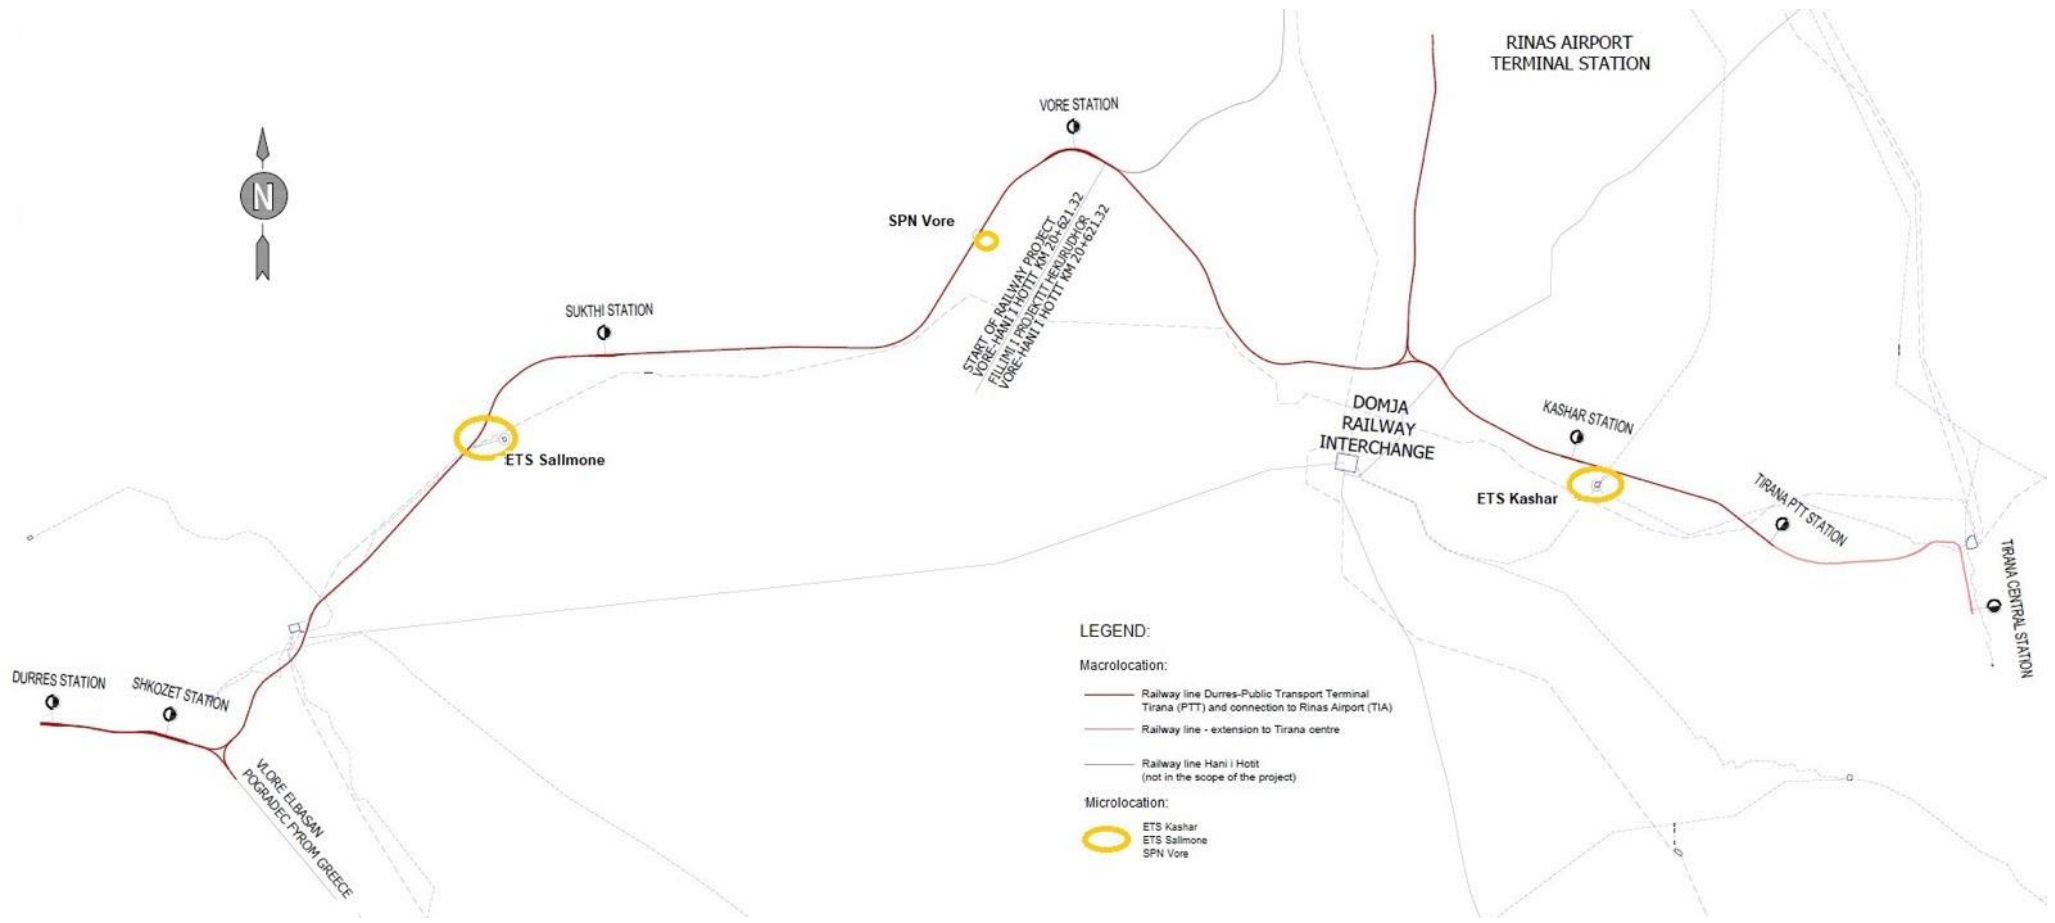 RINAS AIRPORT
TERMINAL STATION
VORE STATION
N
SPN Vore
START OF RAILWAY PROJECT
VORE-HANI I HOTIT KM 20+621.32
FILLIMI I PROJEKTIT HEKURUDHOR
VORE-HANI I HOTIT KM 20+621.32
SUKTHI STATION
DOMJA
RAILWAY
INTERCHANGE
KASHAR STATION
ETS Sallmone
ETS Kashar
TIRANA PTT STATION
TIRANA CENTRAL STATION
DURRES STATION
SHKOZET STATION
VLORE ELBASAN
POGRADEC FYROM GREECE
LEGEND:
Macrolocation:
Railway line Durres-Public Transport Terminal
Tirana (PTT) and connection to Rinas Airport (TIA)
Railway line - extension to Tirana centre
Railway line Hani i Hotit
(not in the scope of the project)
Microlocation:
ETS Kashar
ETS Sallmone
SPN Vore